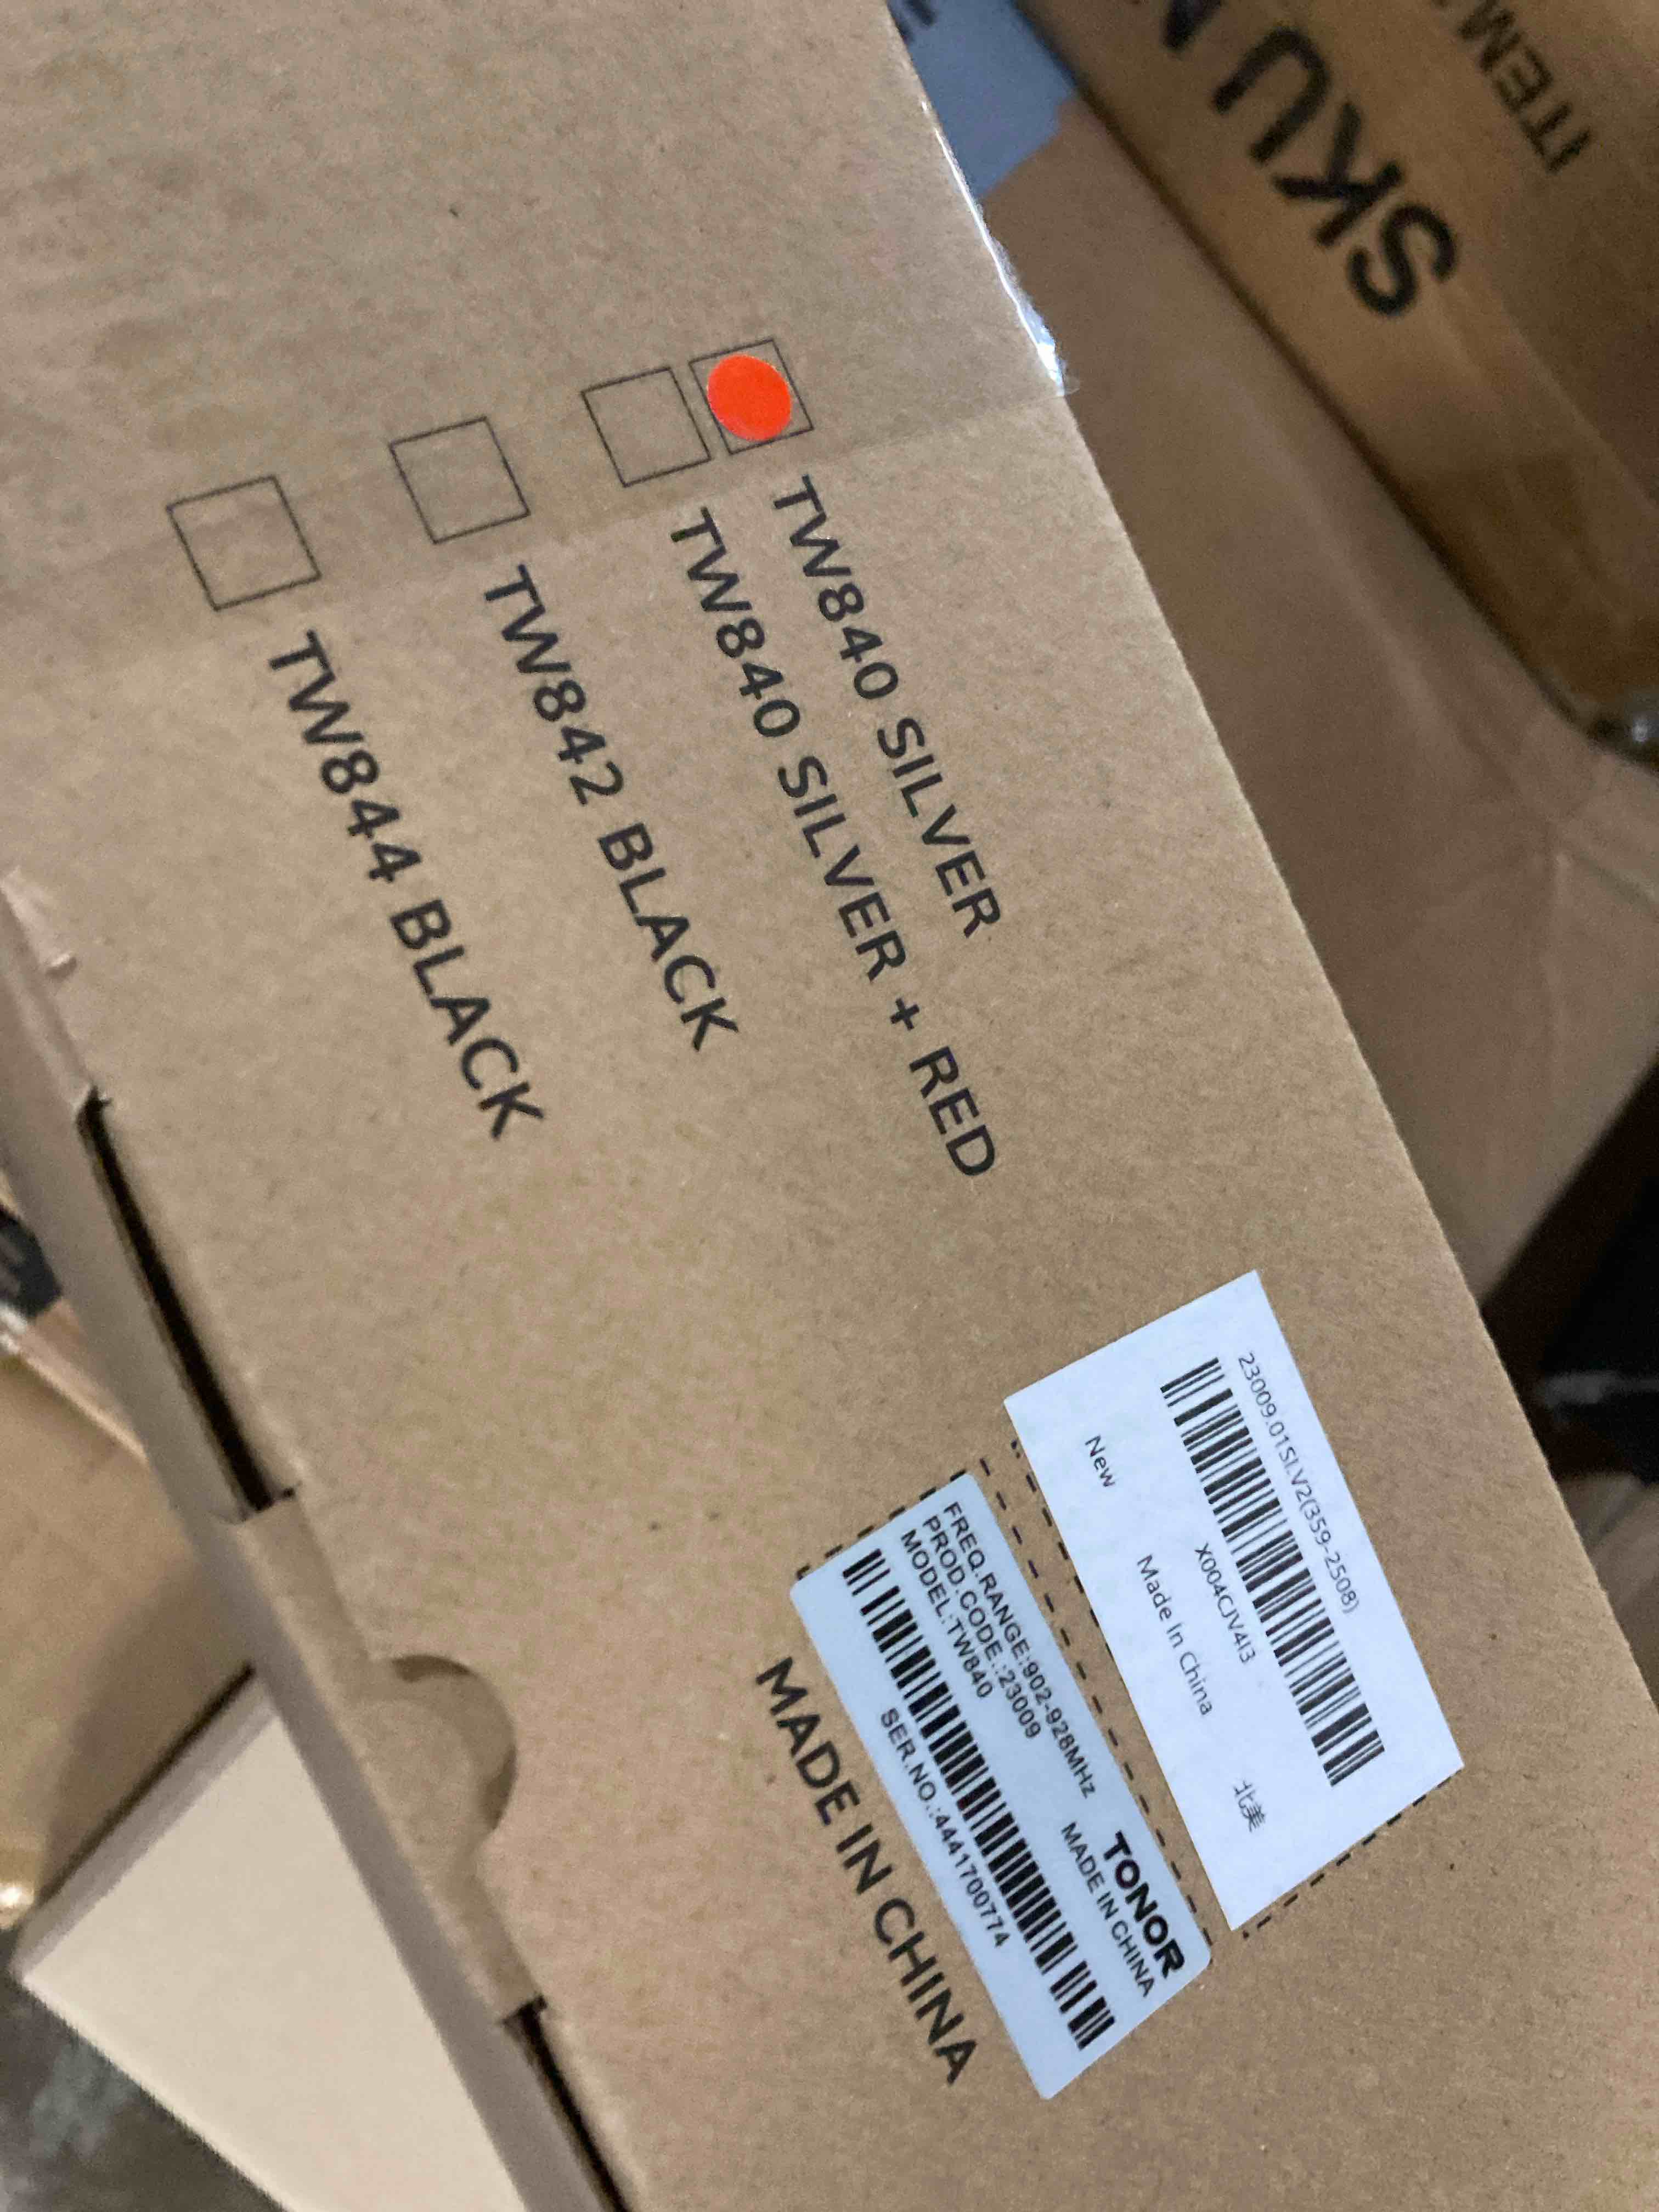 SKU N
ITEM
TW840 SILVER
TW840 SILVER + RED
TW842 BLACK
TW844 BLACK
23009.01SLV2(359-2508)
X004CJV4I3
New
Made In China
北美
TONOR
MADE IN CHINA
FREQ.RANGE:902-928MHz
PROD.CODE.:23009
MODEL:TW840
SER.NO.:4441700774
MADE IN CHINA